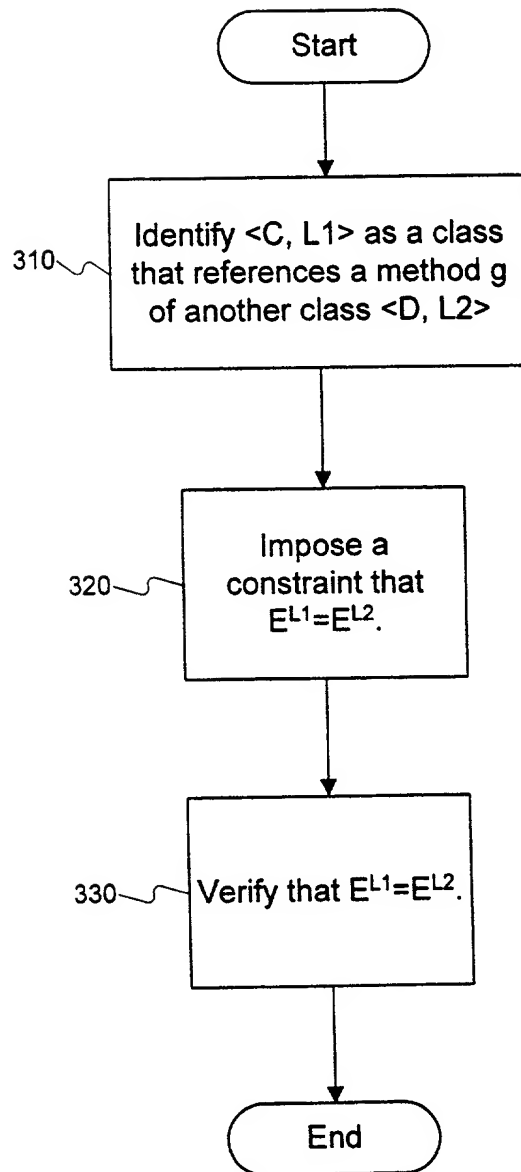 Start
310
Identify <C, L1> as a class
that references a method g
of another class <D, L2>
320
Impose a
constraint that
E^L1=E^L2.
330
Verify that E^L1=E^L2.
End